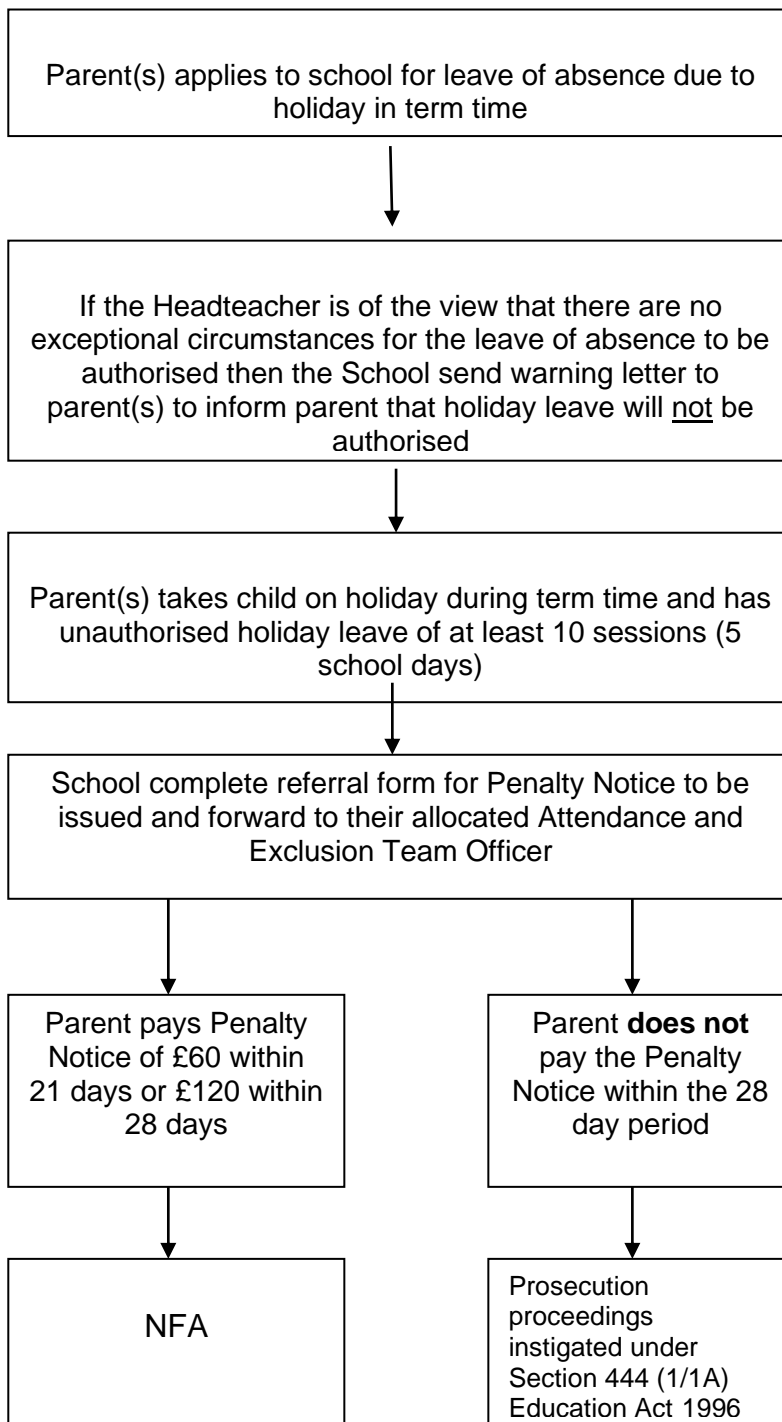 Parent(s) applies to school for leave of absence due to
holiday in term time
If the Headteacher is of the view that there are no
exceptional circumstances for the leave of absence to be
authorised then the School send warning letter to
parent(s) to inform parent that holiday leave will not be
authorised
Parent(s) takes child on holiday during term time and has
unauthorised holiday leave of at least 10 sessions (5
school days)
School complete referral form for Penalty Notice to be
issued and forward to their allocated Attendance and
Exclusion Team Officer
Parent pays Penalty
Notice of £60 within
21 days or £120 within
28 days
Parent does not
pay the Penalty
Notice within the 28
day period
NFA
Prosecution
proceedings
instigated under
Section 444 (1/1A)
Education Act 1996